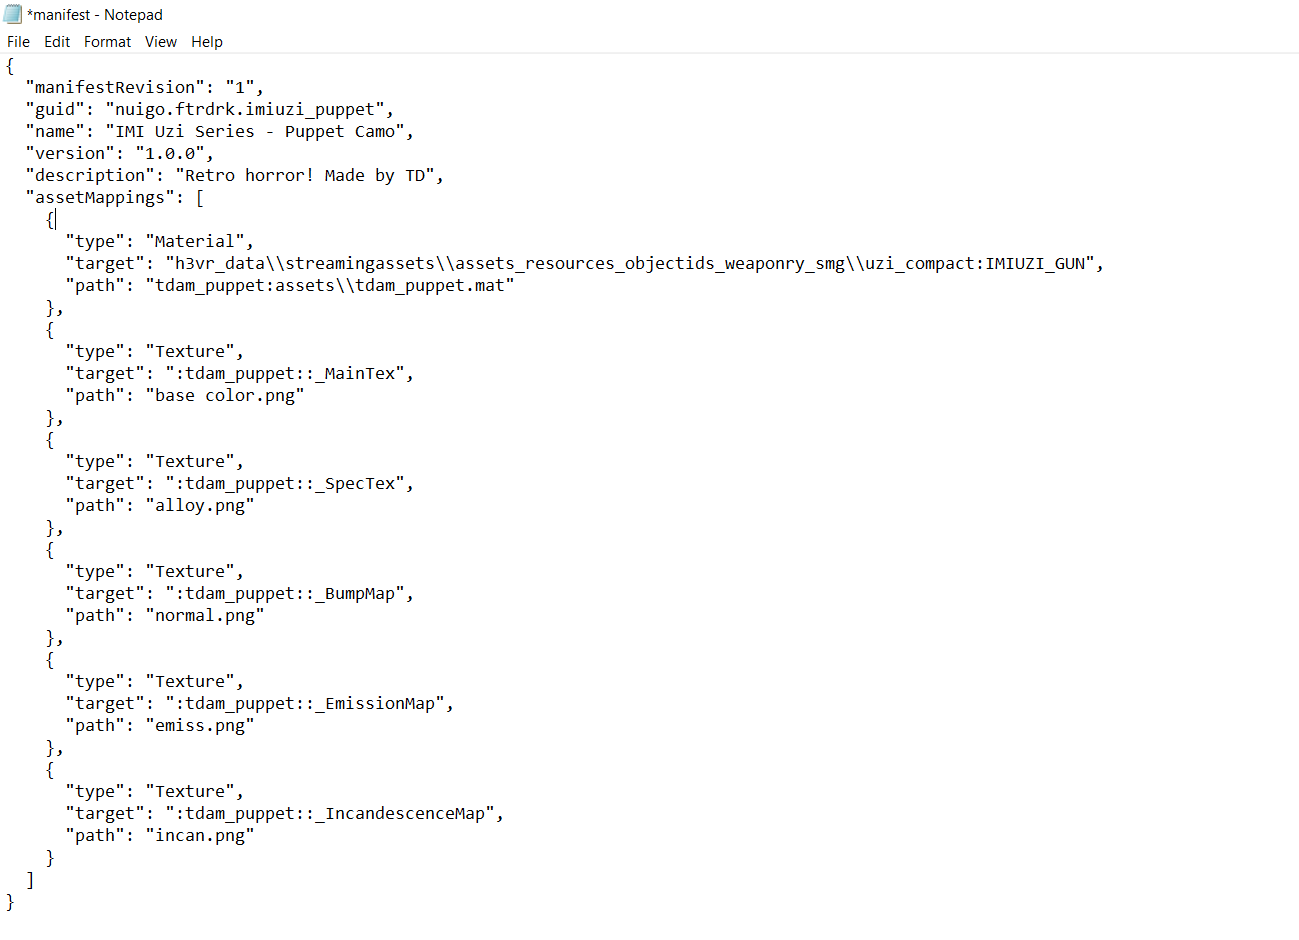 *manifest - Notepad
File Edit Format View Help
{
  "manifestRevision": "1",
  "guid": "nuigo.ftrdrk.imiuzi_puppet",
  "name": "IMI Uzi Series - Puppet Camo",
  "version": "1.0.0",
  "description": "Retro horror! Made by TD",
  "assetMappings": [
    {
      "type": "Material",
      "target": "h3vr_data\\streamingassets\\assets_resources_objectids_weaponry_smg\\uzi_compact:IMIUZI_GUN",
      "path": "tdam_puppet:assets\\tdam_puppet.mat"
    },
    {
      "type": "Texture",
      "target": ":tdam_puppet::_MainTex",
      "path": "base color.png"
    },
    {
      "type": "Texture",
      "target": ":tdam_puppet::_SpecTex",
      "path": "alloy.png"
    },
    {
      "type": "Texture",
      "target": ":tdam_puppet::_BumpMap",
      "path": "normal.png"
    },
    {
      "type": "Texture",
      "target": ":tdam_puppet::_EmissionMap",
      "path": "emiss.png"
    },
    {
      "type": "Texture",
      "target": ":tdam_puppet::_IncandescenceMap",
      "path": "incan.png"
    }
  ]
}